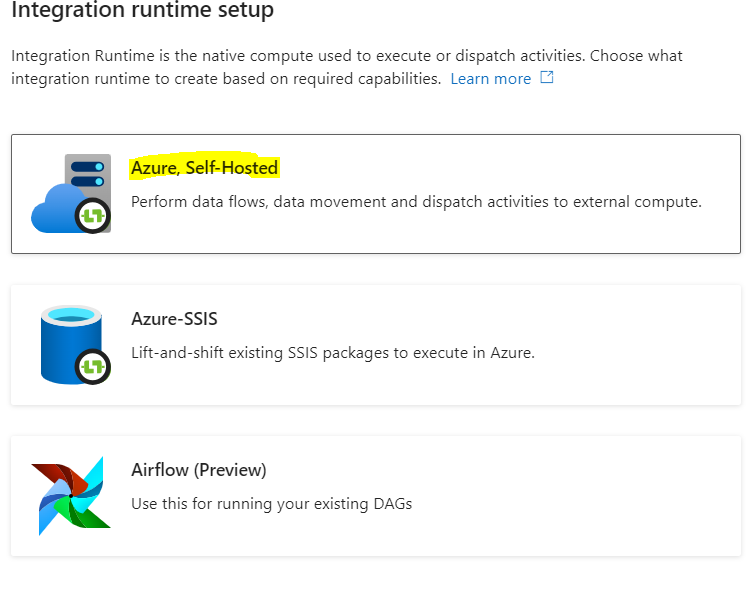 Integration runtime setup
Integration Runtime is the native compute used to execute or dispatch activities. Choose what
integration runtime to create based on required capabilities. Learn more
Azure, Self-Hosted
Perform data flows, data movement and dispatch activities to external compute.
Azure-SSIS
Lift-and-shift existing SSIS packages to execute in Azure.
Airflow (Preview)
Use this for running your existing DAGs